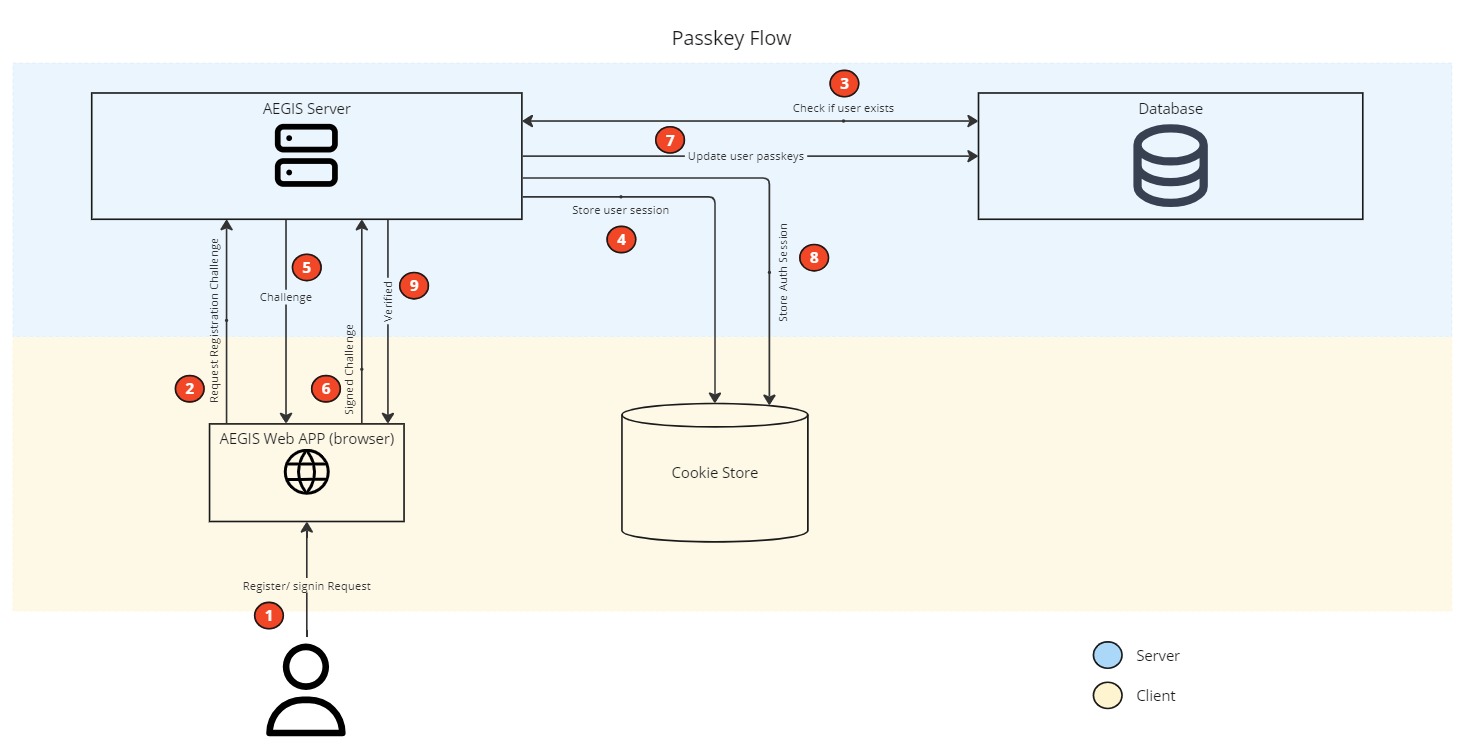 Passkey Flow
3
AEGIS Server
Check if user exists
Database
7
Update user passkeys
Store user session
4
Store Auth Session
8
5
Challenge
9
Verified
Request Registration Challenge
2
6
Signed Challenge
AEGIS Web APP (browser)
Cookie Store
Register/ signin Request
1
Server
Client